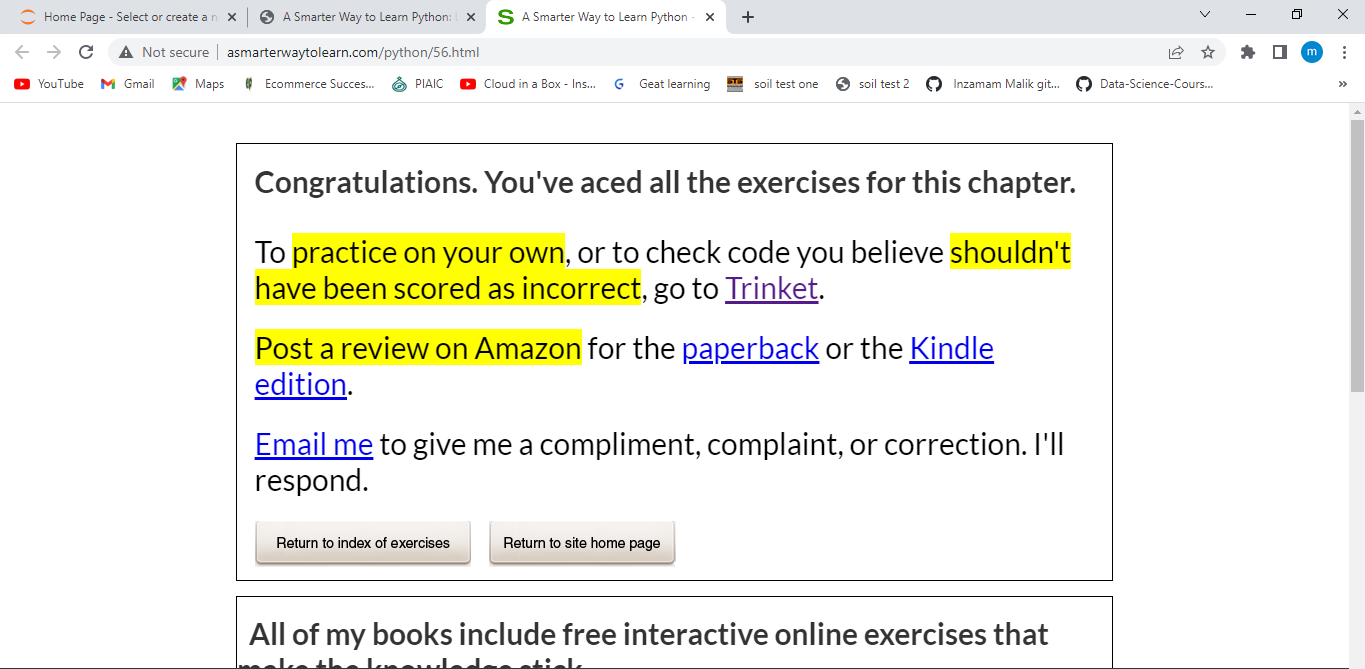 Home Page - Select or create a n
A Smarter Way to Learn Python:
A Smarter Way to Learn Python -
Not secure
asmarterwaytolearn.com/python/56.html
m
YouTube
Gmail
Maps
Ecommerce Succes...
PIAIC
Cloud in a Box - Ins...
Geat learning
soil test one
soil test 2
Inzamam Malik git...
Data-Science-Cours...
Congratulations. You've aced all the exercises for this chapter.
To practice on your own, or to check code you believe shouldn't
have been scored as incorrect, go to Trinket.
Post a review on Amazon for the paperback or the Kindle
edition.
Email me to give me a compliment, complaint, or correction. I'll
respond.
Return to index of exercises
Return to site home page
All of my books include free interactive online exercises that
make the knowledge stick.